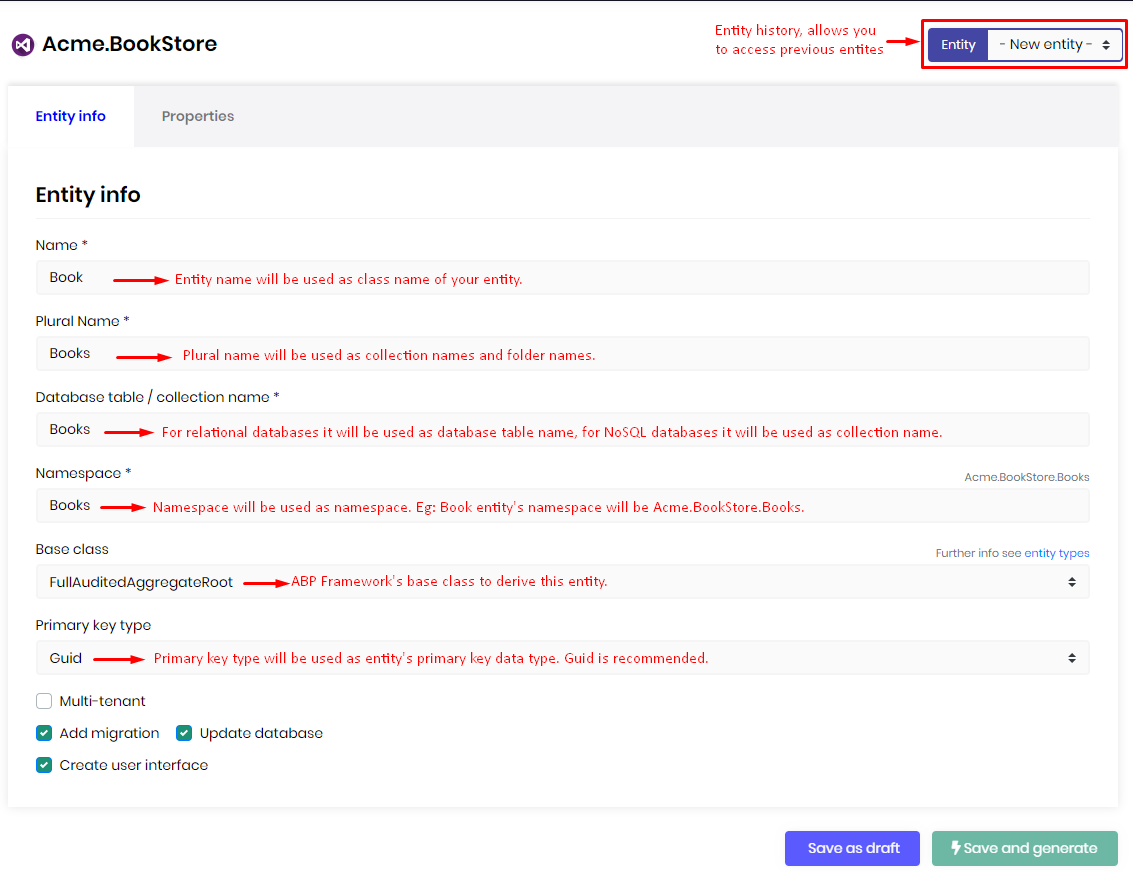 Acme.BookStore
Entity history, allows you
to access previous entites
Entity
- New entity -
Entity info
Properties
Entity info
Name *
Book
Entity name will be used as class name of your entity.
Plural Name *
Books
Plural name will be used as collection names and folder names.
Database table / collection name *
Books
For relational databases it will be used as database table name, for NoSQL databases it will be used as collection name.
Namespace *
Acme.BookStore.Books
Books
Namespace will be used as namespace. Eg: Book entity's namespace will be Acme.BookStore.Books.
Base class
Further info see entity types
FullAuditedAggregateRoot
ABP Framework's base class to derive this entity.
Primary key type
Guid
Primary key type will be used as entity's primary key data type. Guid is recommended.
Multi-tenant
Add migration
Update database
Create user interface
Save as draft
Save and generate